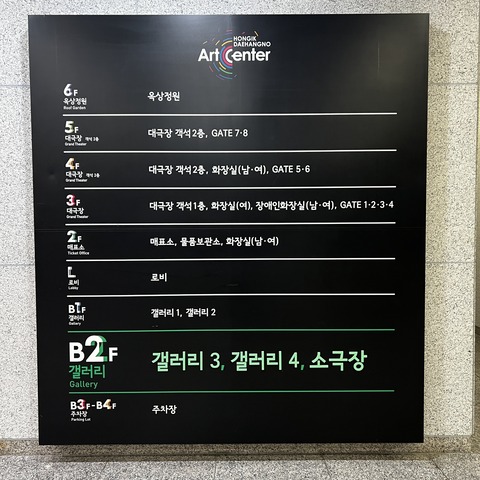 HONGIK
DAEHANGNO
Art Center
6F
옥상정원
Roof Garden
옥상정원
5F
대극장 객석 3층
Grand Theater
대극장 객석 2층, GATE 7·8
4F
대극장 객석 3층
Grand Theater
대극장 객석 2층, 화장실(남·여), GATE 5·6
3F
대극장
Grand Theater
대극장 객석 1층, 화장실(여), 장애인화장실(남·여), GATE 1·2·3·4
2F
매표소
Ticket Office
매표소, 물품보관소, 화장실(남·여)
L
로비
Lobby
로비
B1F
갤러리
Gallery
갤러리 1, 갤러리 2
B2F
갤러리
Gallery
갤러리 3, 갤러리 4, 소극장
B3F-B4F
주차장
Parking Lot
주차장